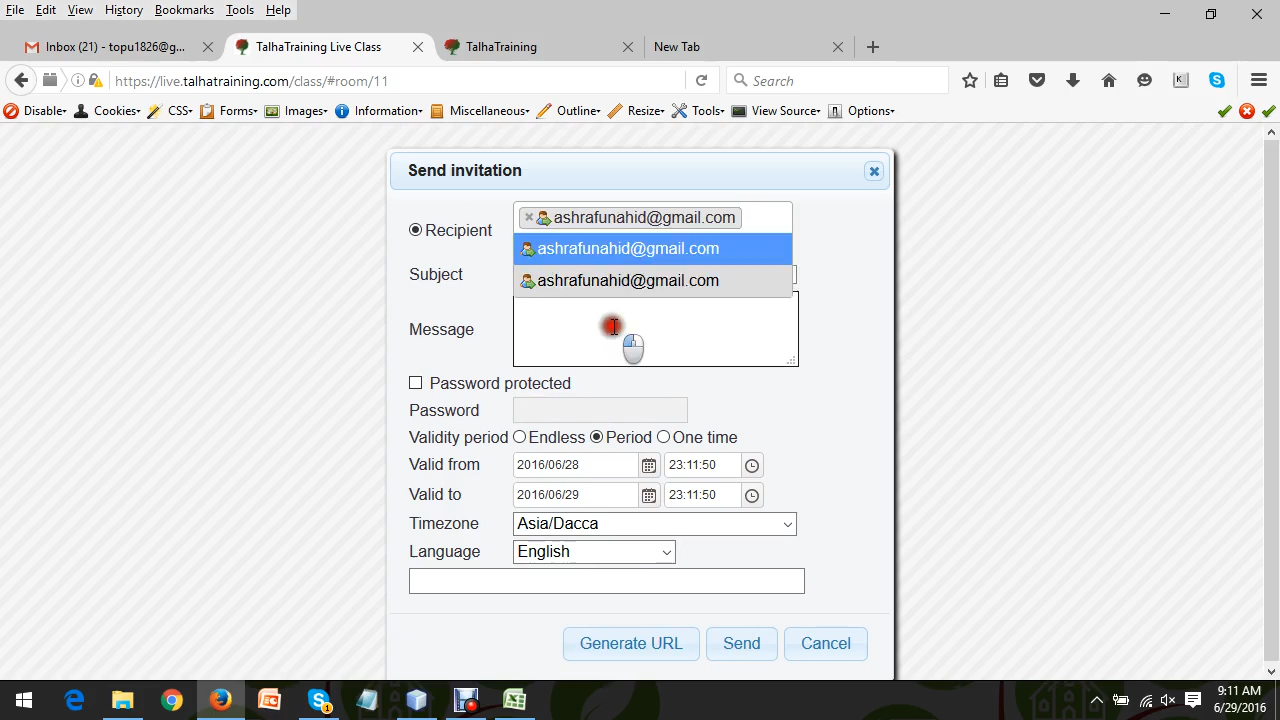 File Edit View History Bookmarks Tools Help
Inbox (21) - topu1826@g... TalhaTraining Live Class TalhaTraining New Tab
https://live.talhatraining.com/class/#room/11 Search
Disable Cookies CSS Forms Images Information Miscellaneous Outline Resize Tools View Source Options
Send invitation
Recipient ashrafunahid@gmail.com
ashrafunahid@gmail.com
Subject
ashrafunahid@gmail.com
Message
Password protected
Password
Validity period Endless Period One time
Valid from 2016/06/28 23:11:50
Valid to 2016/06/29 23:11:50
Timezone Asia/Dacca
Language English
Generate URL Send Cancel
9:11 AM
6/29/2016